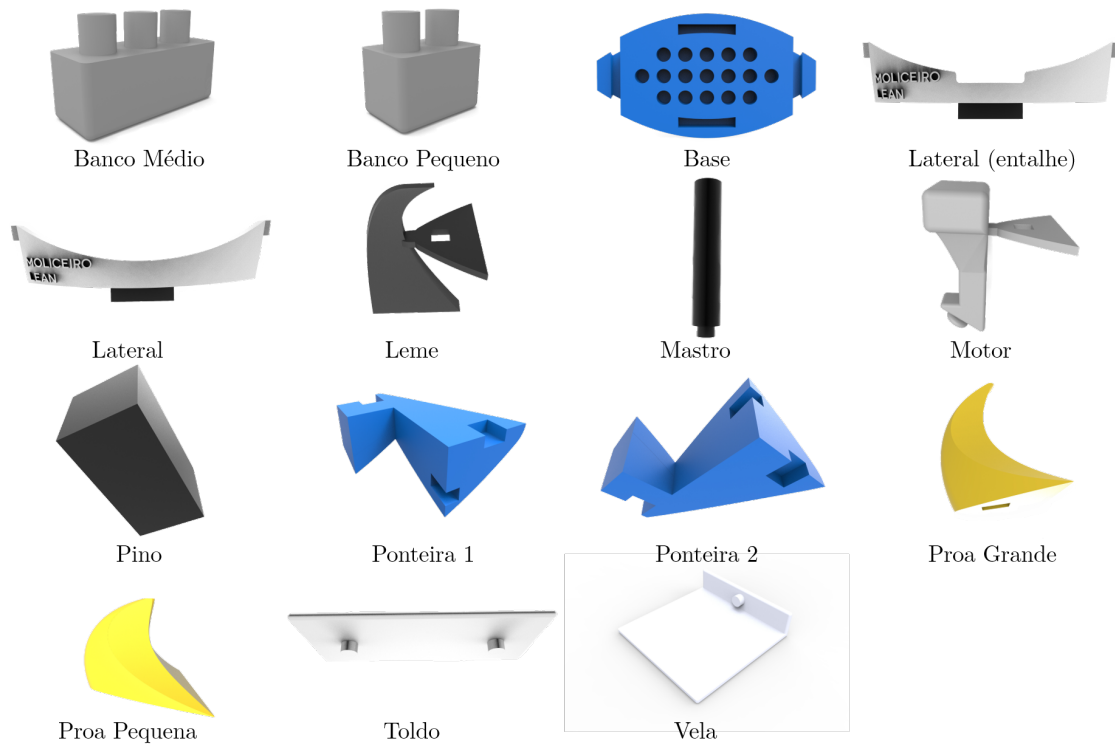 MOLICEIRO
LEAN
Banco Médio
Banco Pequeno
Base
Lateral (entalhe)
MOLICEIRO
LEAN
Lateral
Leme
Mastro
Motor
Pino
Ponteira 1
Ponteira 2
Proa Grande
Proa Pequena
Toldo
Vela